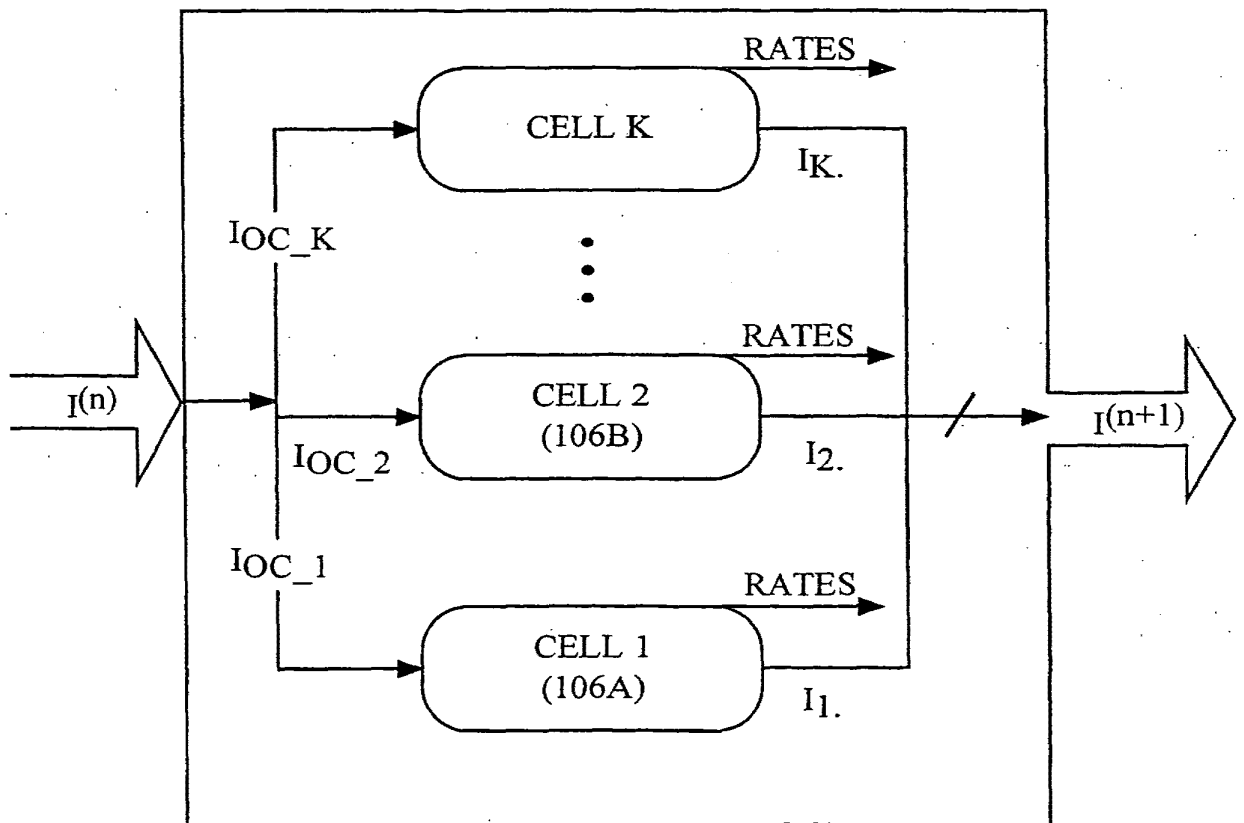 RATES
CELL K
IK.
IOC_K
RATES
I(n)
CELL 2
(106B)
I(n+1)
IOC_2
I2.
IOC_1
RATES
CELL 1
(106A)
I1.